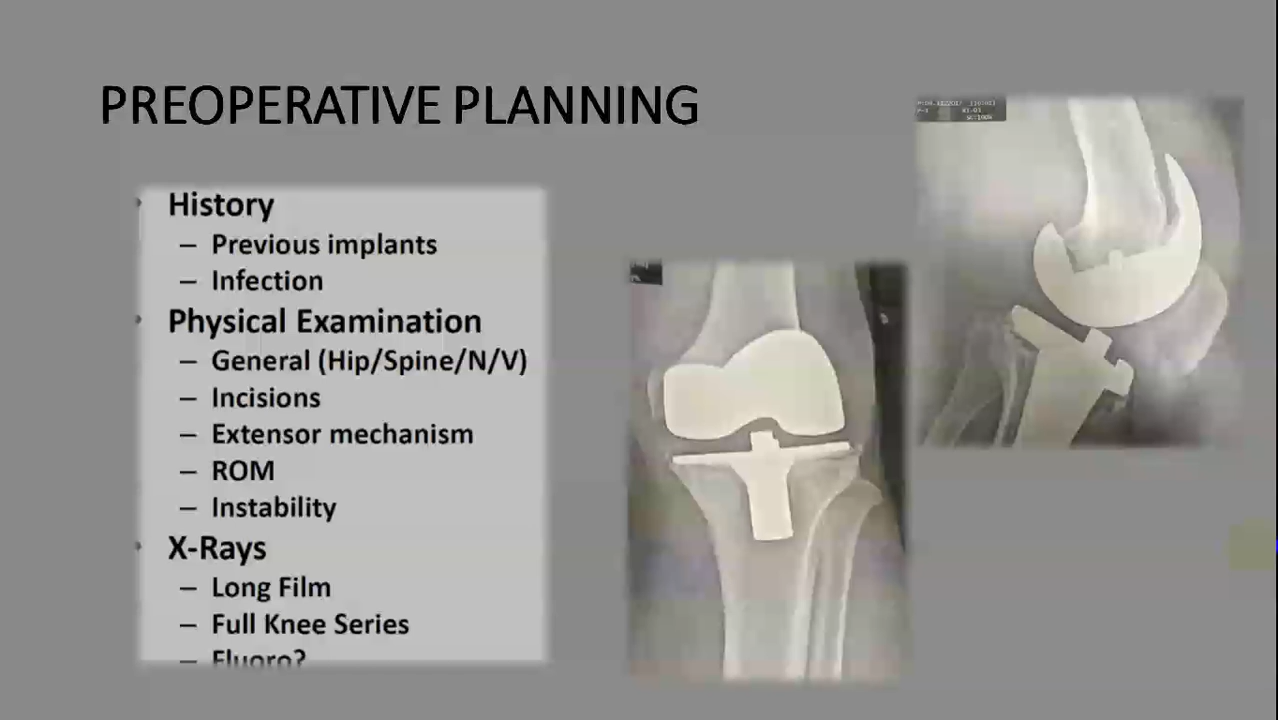 PREOPERATIVE PLANNING
• History
– Previous implants
– Infection
• Physical Examination
– General (Hip/Spine/N/V)
– Incisions
– Extensor mechanism
– ROM
– Instability
• X-Rays
– Long Film
– Full Knee Series
– Fluoro?